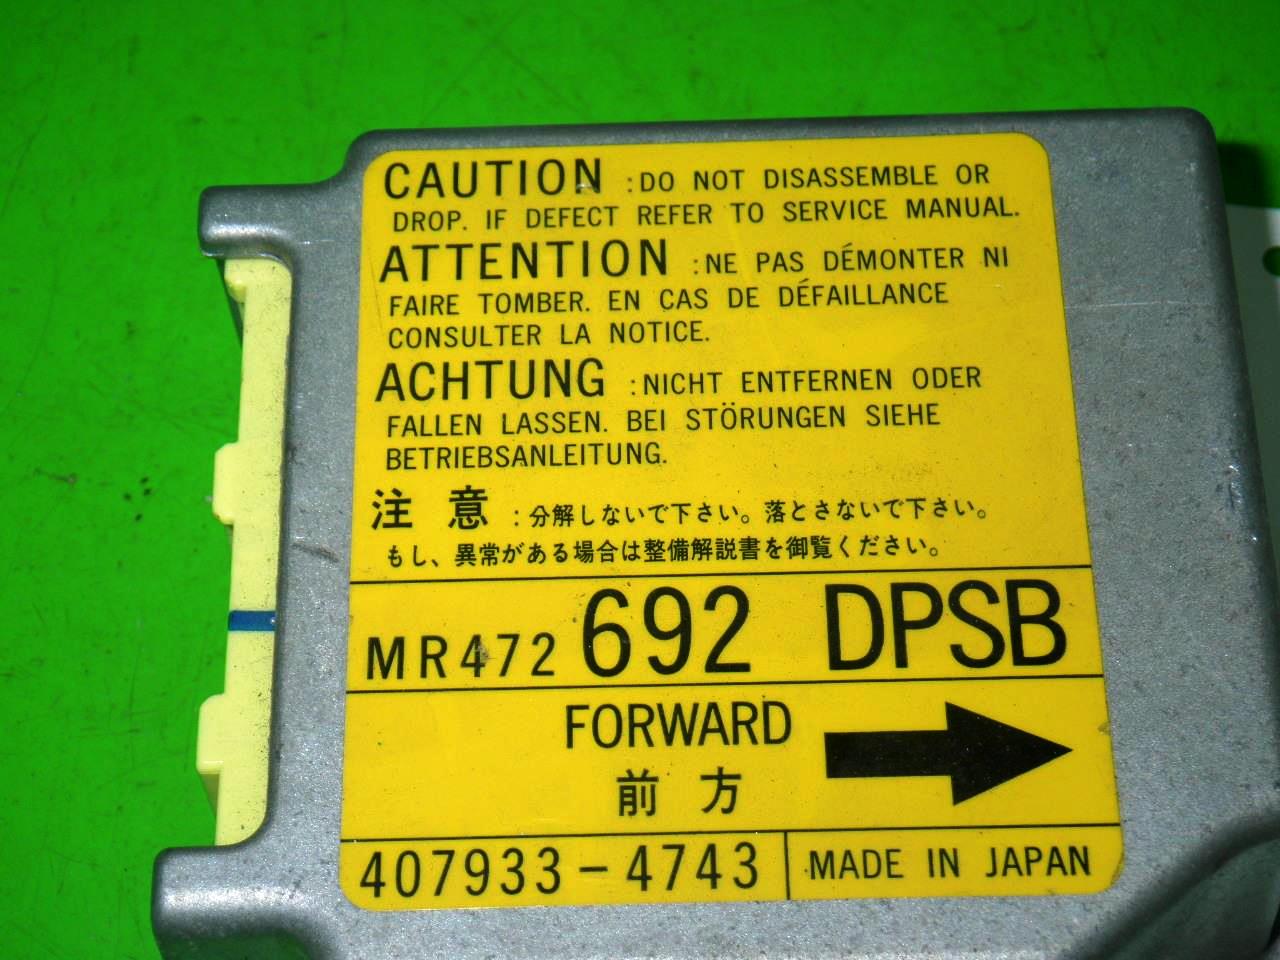 CAUTION :DO NOT DISASSEMBLE OR
DROP. IF DEFECT REFER TO SERVICE MANUAL.
ATTENTION :NE PAS DÉMONTER NI
FAIRE TOMBER. EN CAS DE DÉFAILLANCE
CONSULTER LA NOTICE.
ACHTUNG :NICHT ENTFERNEN ODER
FALLEN LASSEN. BEI STÖRUNGEN SIEHE
BETRIEBSANLEITUNG.
注 意 :分解しないで下さい。落とさないで下さい。
もし、異常がある場合は整備解説書を御覧ください。
MR472 692 DPSB
FORWARD
前 方
407933-4743 MADE IN JAPAN